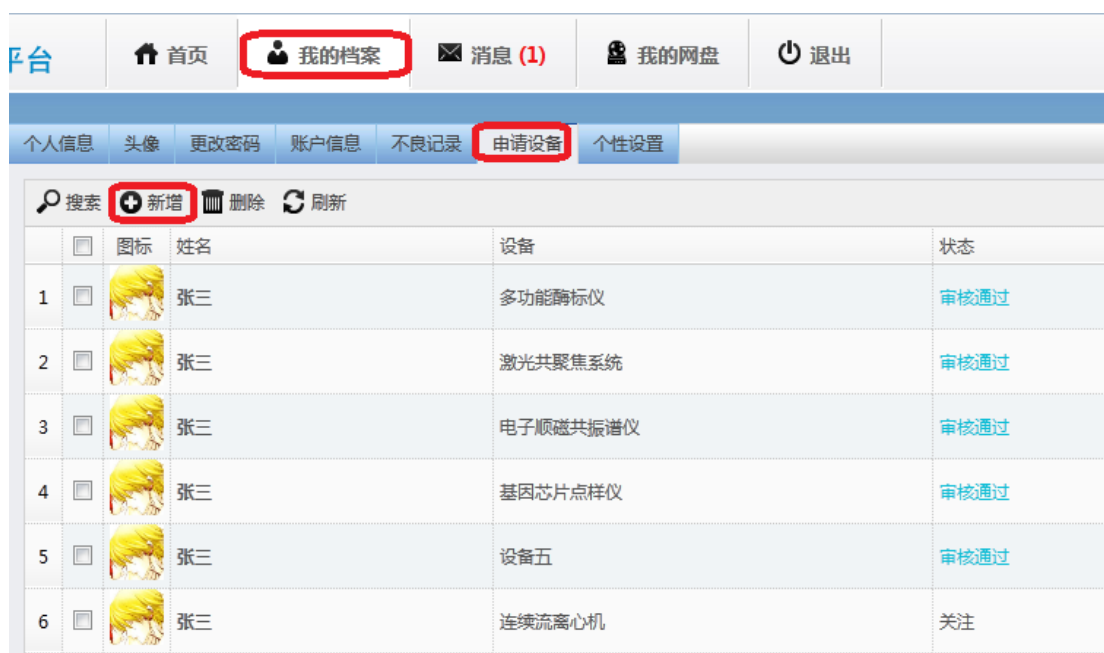 平台 首页 我的档案 消息 (1) 我的网盘 退出
个人信息 头像 更改密码 账户信息 不良记录 申请设备 个性设置
搜索 新增 删除 刷新
图标 姓名 设备 状态
1 张三 多功能酶标仪 审核通过
2 张三 激光共聚焦系统 审核通过
3 张三 电子顺磁共振谱仪 审核通过
4 张三 基因芯片点样仪 审核通过
5 张三 设备五 审核通过
6 张三 连续流离心机 关注